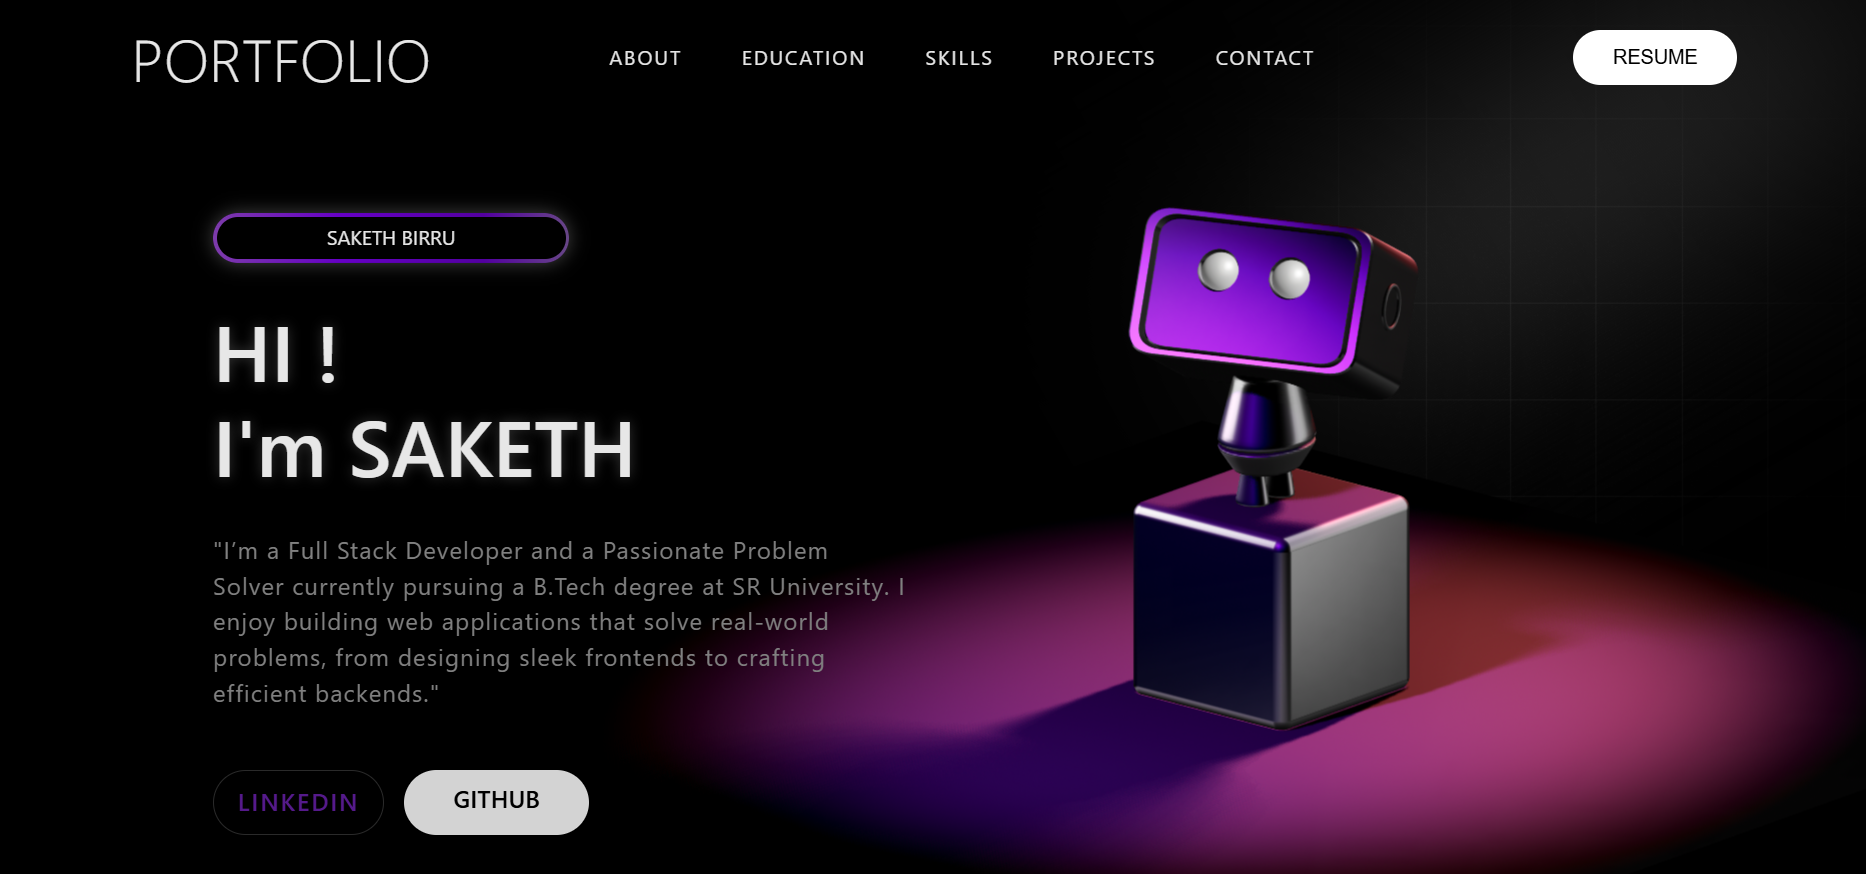 PORTFOLIO
ABOUT EDUCATION SKILLS PROJECTS CONTACT
RESUME
SAKETH BIRRU
HI !
I'm SAKETH
"I’m a Full Stack Developer and a Passionate Problem
Solver currently pursuing a B.Tech degree at SR University. I
enjoy building web applications that solve real-world
problems, from designing sleek frontends to crafting
efficient backends."
LINKEDIN GITHUB